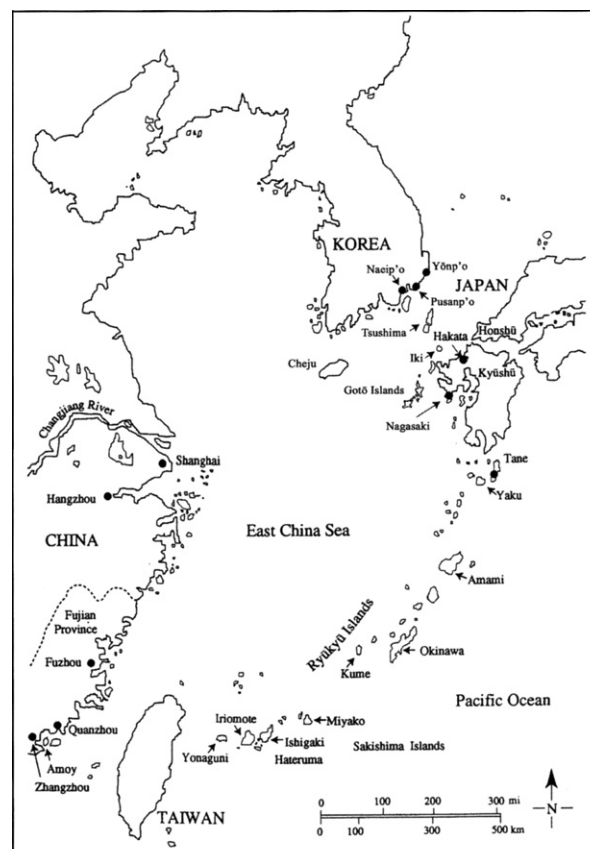 KOREA
Naeip'o
Yŏnp'o
JAPAN
Pusanp'o
Tsushima
Hakata
Honshū
Iki
Cheju
Kyūshū
Gotō Islands
Nagasaki
Changjiang River
Shanghai
Tane
Hangzhou
Yaku
East China Sea
CHINA
Amami
Fujian
Province
Ryūkyū Islands
Okinawa
Fuzhou
Kume
Pacific Ocean
Quanzhou
Iriomote
Miyako
Yonaguni
Ishigaki
Sakishima Islands
Hateruma
Amoy
Zhangzhou
TAIWAN
0 100 200 300 mi
0 100 200 300 400 500 km
N